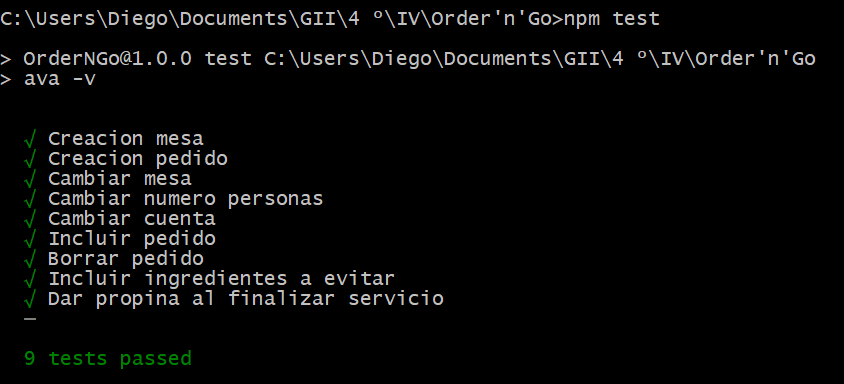 C:\Users\Diego\Documents\GII\4 º\IV\Order'n'Go>npm test
> OrderNGo@1.0.0 test C:\Users\Diego\Documents\GII\4 º\IV\Order'n'Go
> ava -v
√ Creacion mesa
√ Creacion pedido
√ Cambiar mesa
√ Cambiar numero personas
√ Cambiar cuenta
√ Incluir pedido
√ Borrar pedido
√ Incluir ingredientes a evitar
√ Dar propina al finalizar servicio
9 tests passed